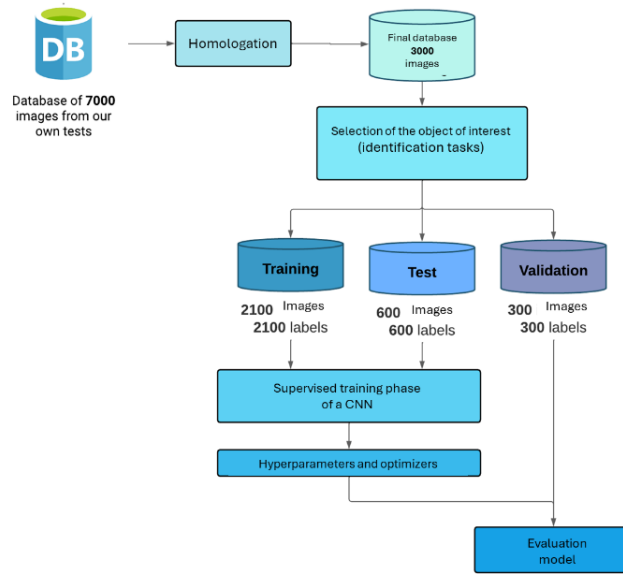 DB
Database of 7000
images from our
own tests
Homologation
Final database
3000
images
Selection of the object of interest
(identification tasks)
Training
Test
Validation
2100 Images
2100 labels
600 Images
600 labels
300 Images
300 labels
Supervised training phase
of a CNN
Hyperparameters and optimizers
Evaluation
model